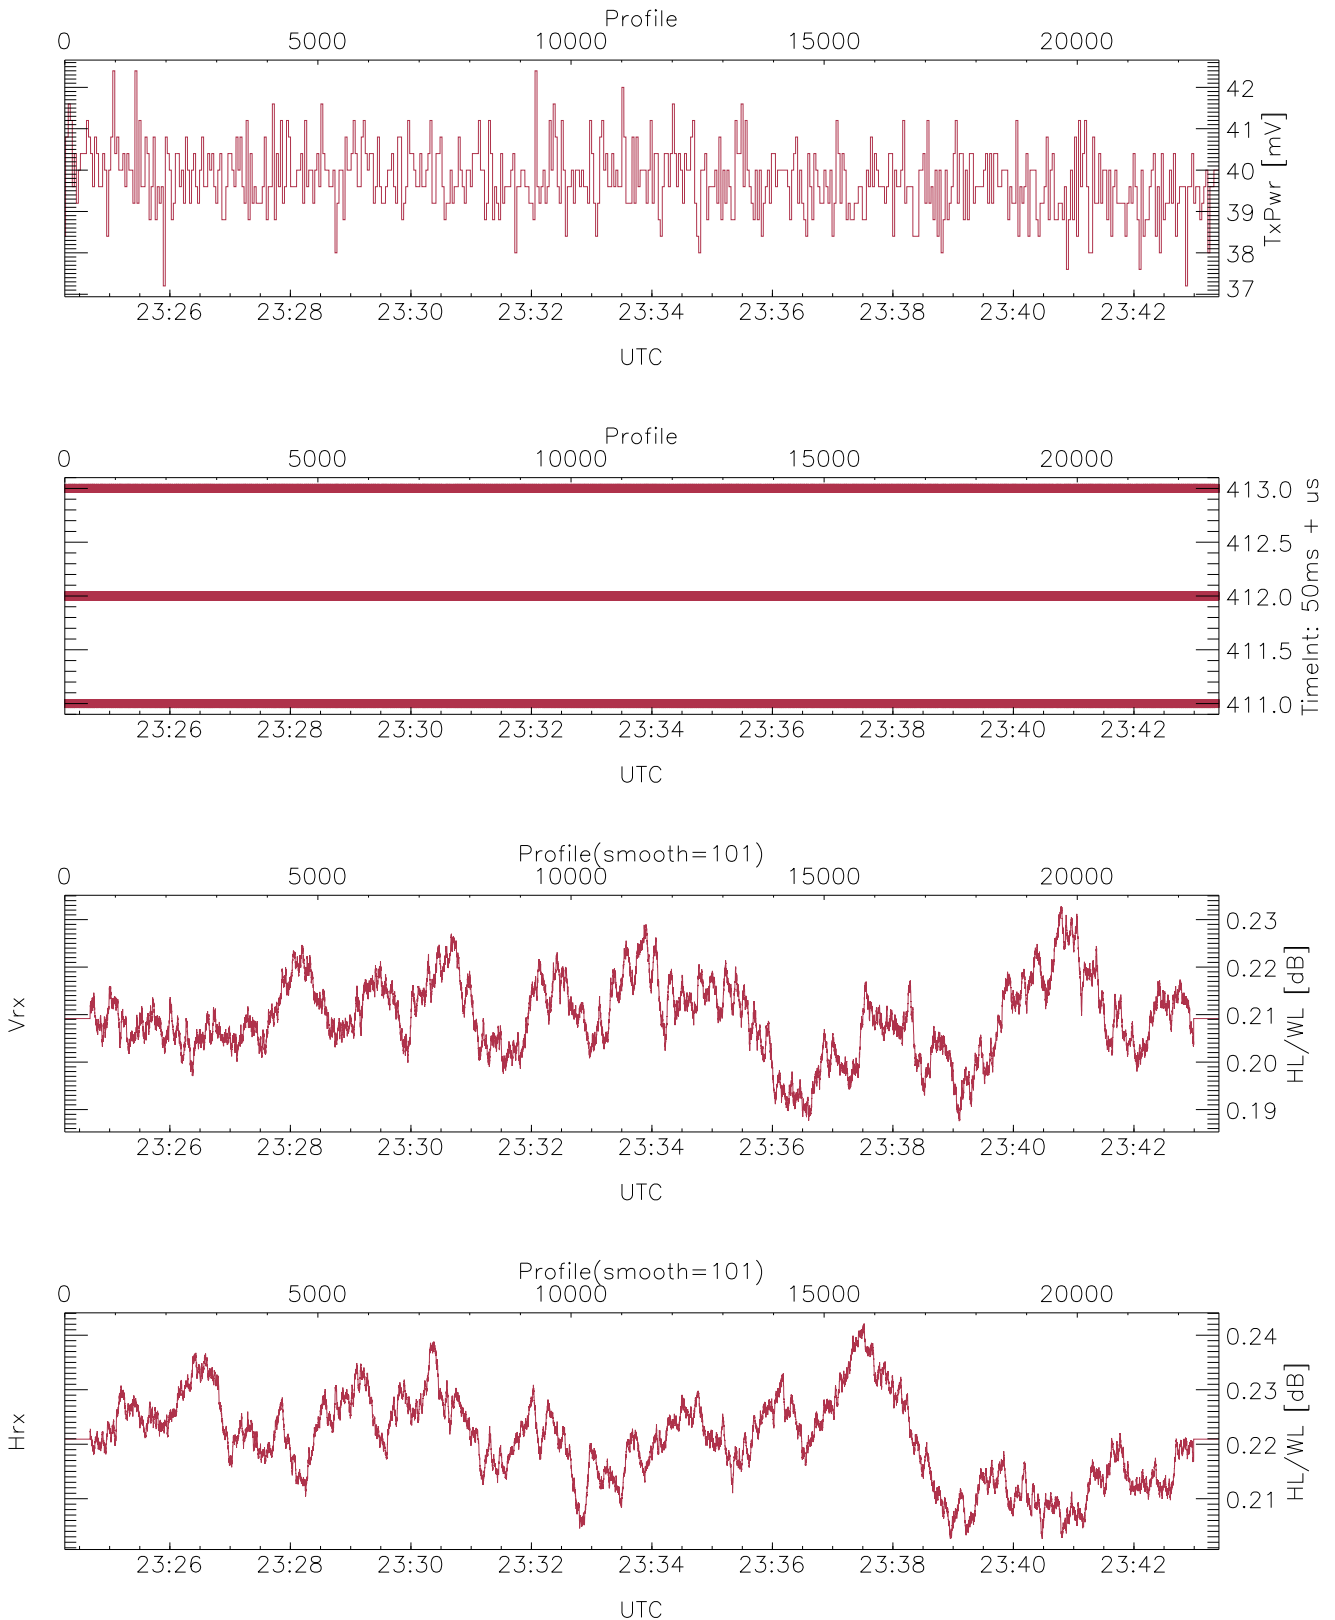 Profile
0 5000 10000 15000 20000
42
41
40
39
38
37
TxPwr [mV]
23:26 23:28 23:30 23:32 23:34 23:36 23:38 23:40 23:42
UTC
Profile
0 5000 10000 15000 20000
413.0
412.5
412.0
411.5
411.0
TimeInt: 50ms + us
23:26 23:28 23:30 23:32 23:34 23:36 23:38 23:40 23:42
UTC
Profile(smooth=101)
0 5000 10000 15000 20000
Vrx
0.23
0.22
0.21
0.20
0.19
HL/WL [dB]
23:26 23:28 23:30 23:32 23:34 23:36 23:38 23:40 23:42
UTC
Profile(smooth=101)
0 5000 10000 15000 20000
Hrx
0.24
0.23
0.22
0.21
HL/WL [dB]
23:26 23:28 23:30 23:32 23:34 23:36 23:38 23:40 23:42
UTC